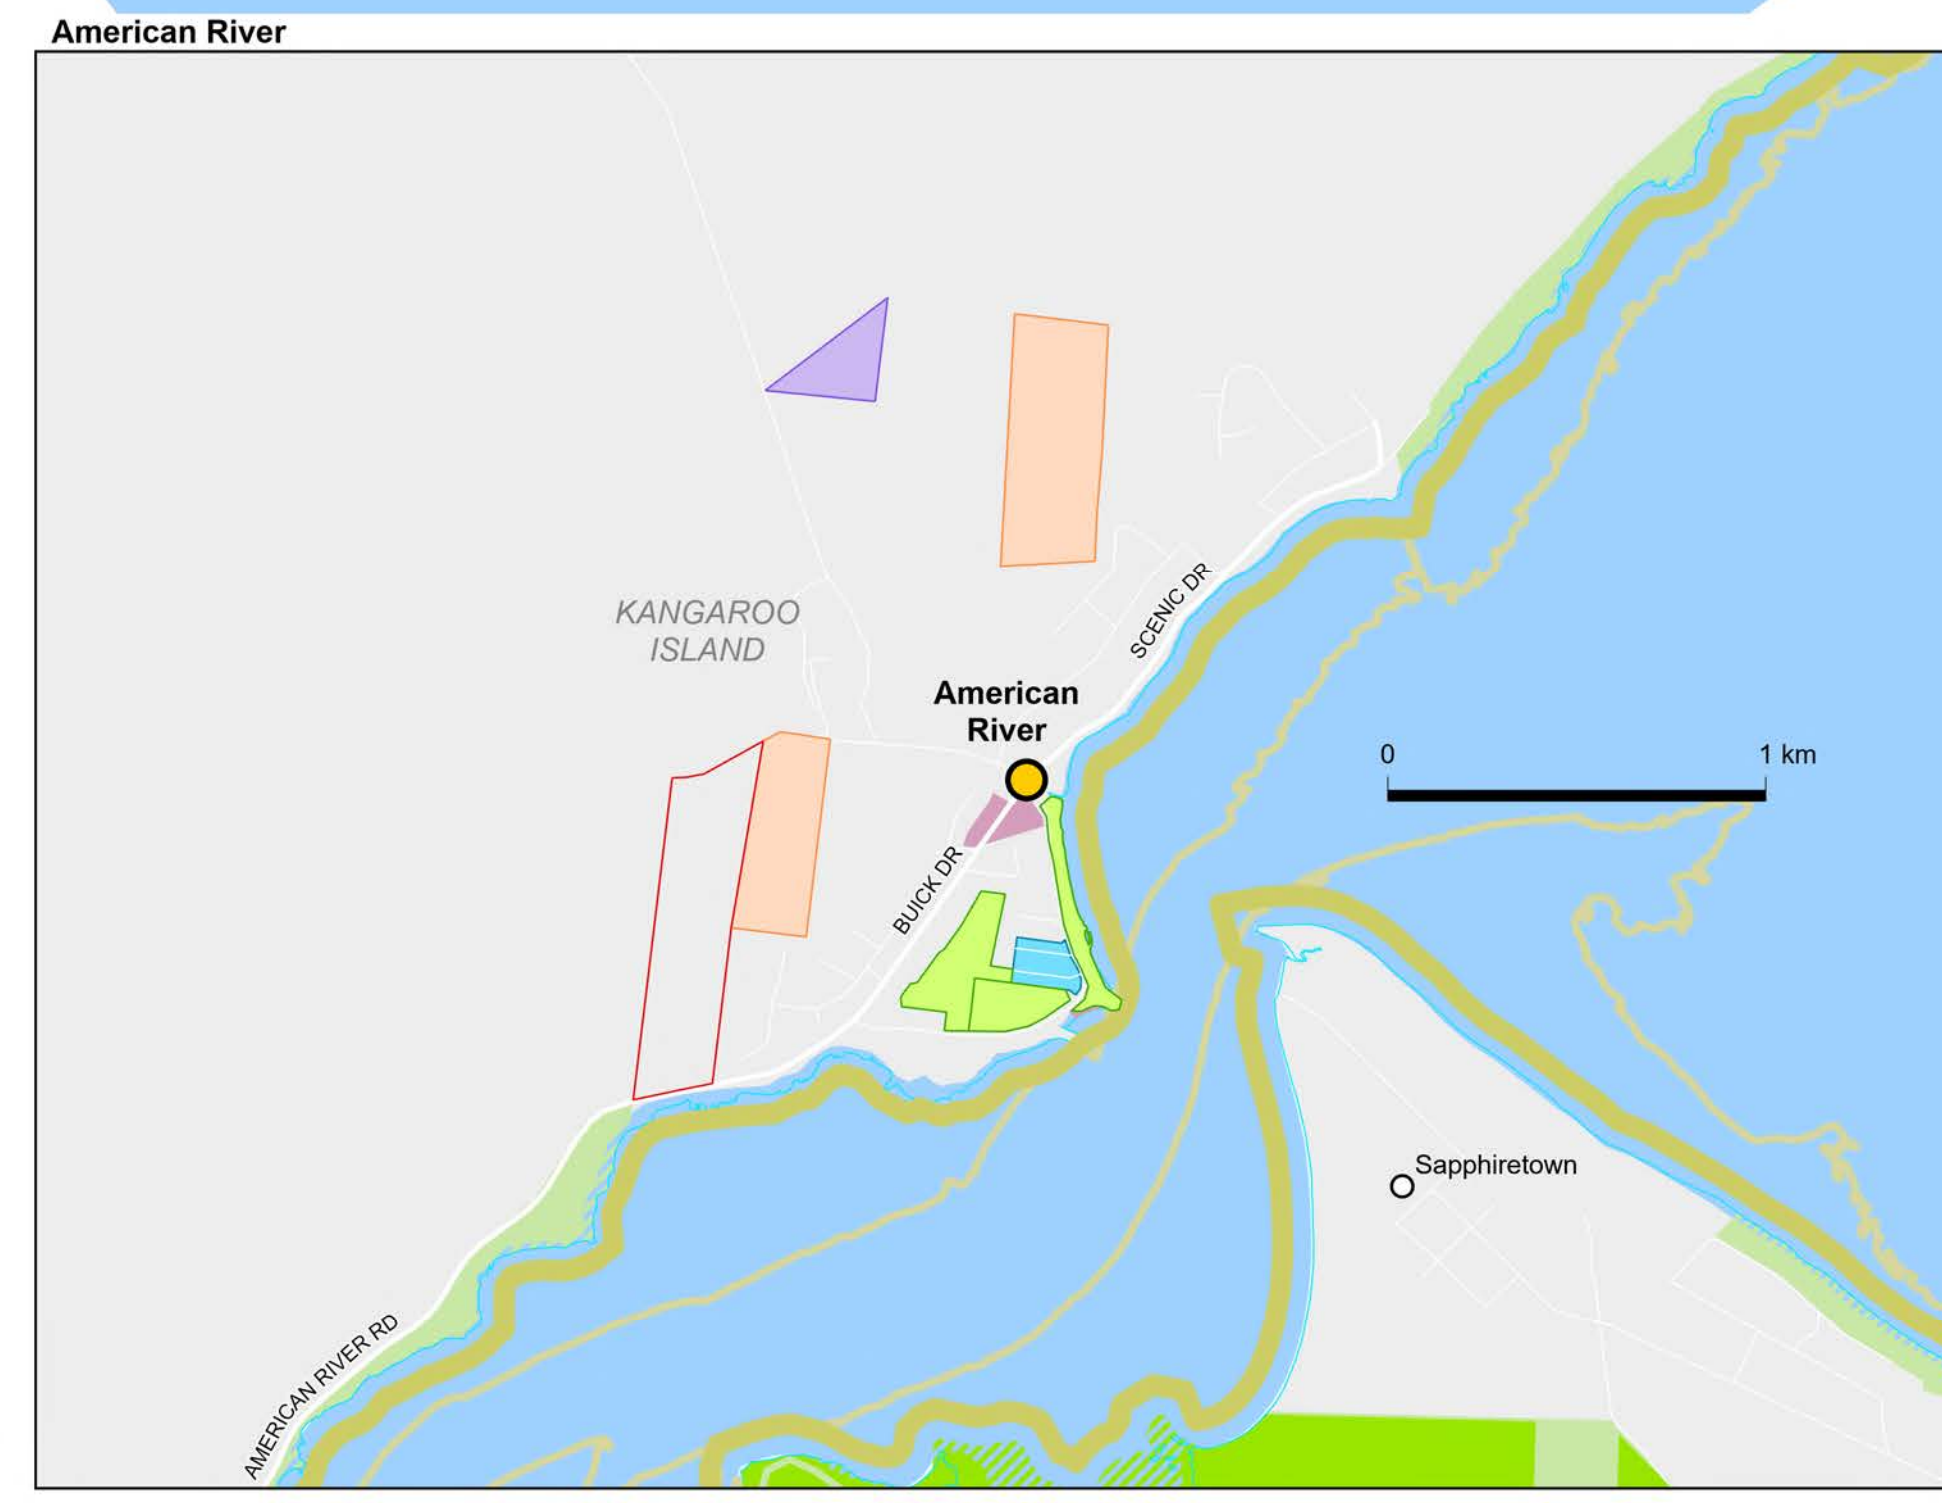 American River
KANGAROO
ISLAND
SCENIC DR
American
River
0
1 km
BUICK DR
Sapphiretown
AMERICAN RIVER RD